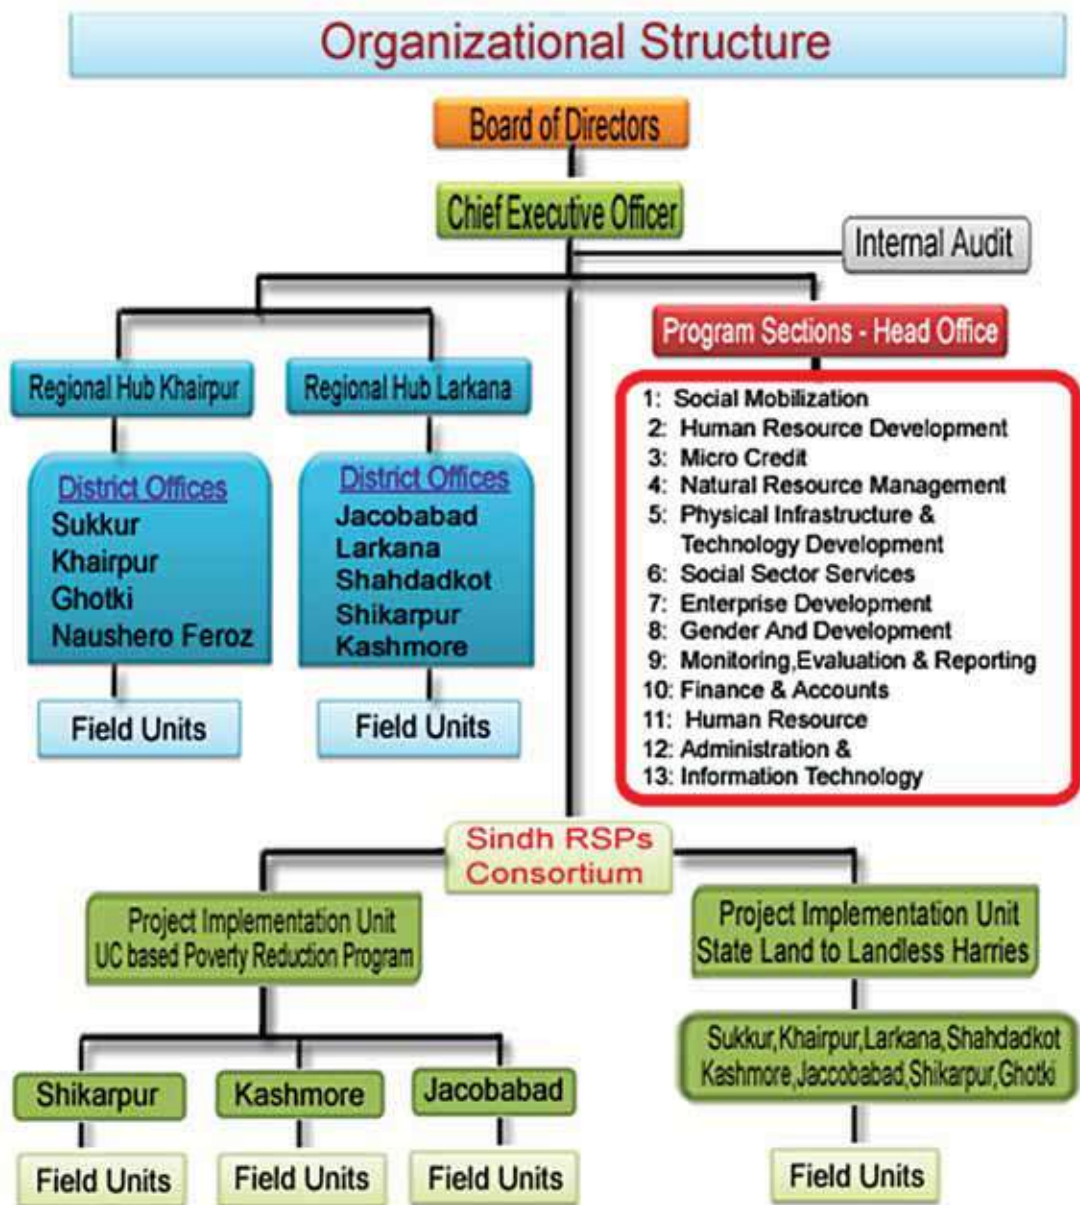 Organizational Structure
Board of Directors
Chief Executive Officer
Internal Audit
Program Sections - Head Office
Regional Hub Khairpur
Regional Hub Larkana
District Offices
Sukkur
Khairpur
Ghotki
Naushero Feroz
District Offices
Jacobabad
Larkana
Shahdadkot
Shikarpur
Kashmore
1: Social Mobilization
2: Human Resource Development
3: Micro Credit
4: Natural Resource Management
5: Physical Infrastructure &
Technology Development
6: Social Sector Services
7: Enterprise Development
8: Gender And Development
9: Monitoring,Evaluation & Reporting
10: Finance & Accounts
11: Human Resource
12: Administration &
13: Information Technology
Field Units
Field Units
Sindh RSPs
Consortium
Project Implementation Unit
UC based Poverty Reduction Program
Project Implementation Unit
State Land to Landless Harries
Shikarpur
Kashmore
Jacobabad
Sukkur,Khairpur,Larkana,Shahdadkot
Kashmore,Jaccobabad,Shikarpur,Ghotki
Field Units
Field Units
Field Units
Field Units